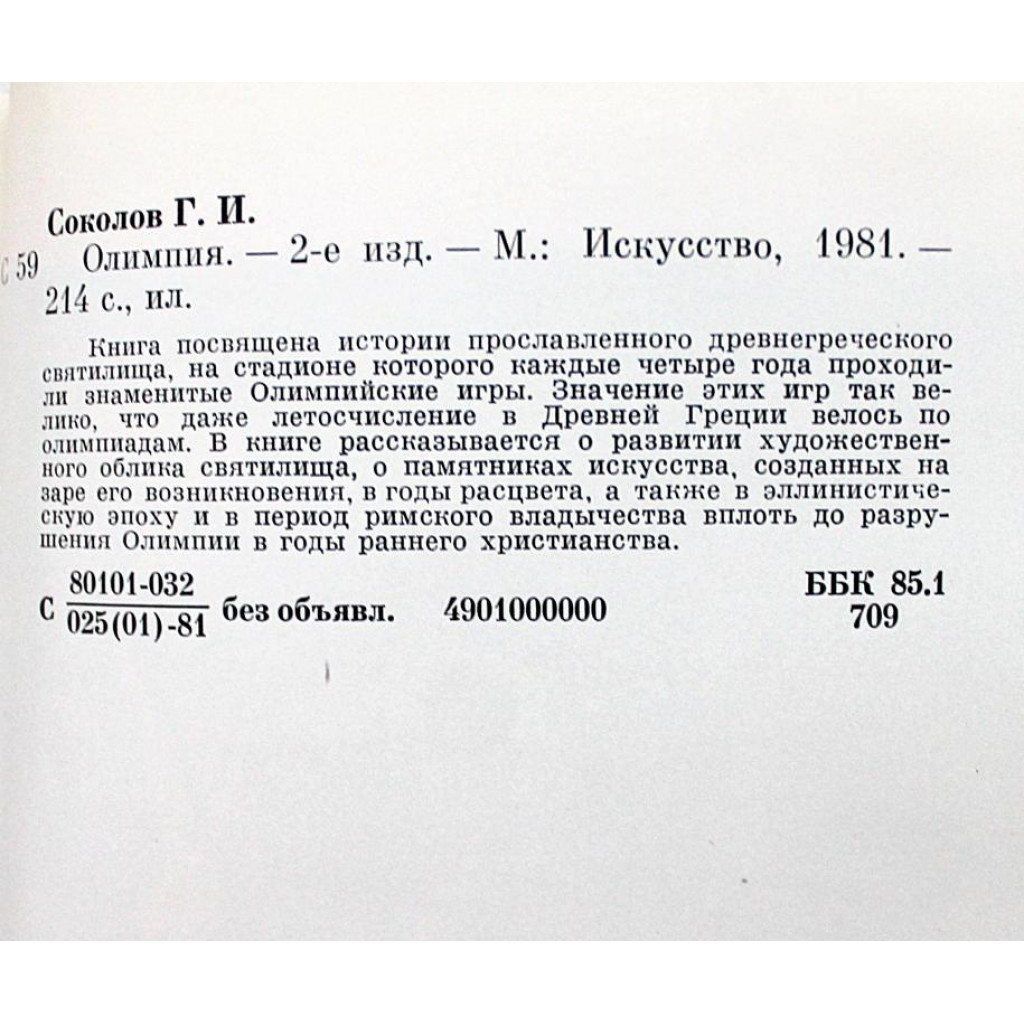 Соколов Г. И.
С 59 Олимпия. — 2-е изд. — М.: Искусство, 1981. —
214 с., ил.
Книга посвящена истории прославленного древнегреческого
святилища, на стадионе которого каждые четыре года проходи-
ли знаменитые Олимпийские игры. Значение этих игр так ве-
лико, что даже летосчисление в Древней Греции велось по
олимпиадам. В книге рассказывается о развитии художествен-
ного облика святилища, о памятниках искусства, созданных на
заре его возникновения, в годы расцвета, а также в эллинистиче-
скую эпоху и в период римского владычества вплоть до разру-
шения Олимпии в годы раннего христианства.
80101-032
С 025(01)-81 без объявл. 4901000000
ББК 85.1
709